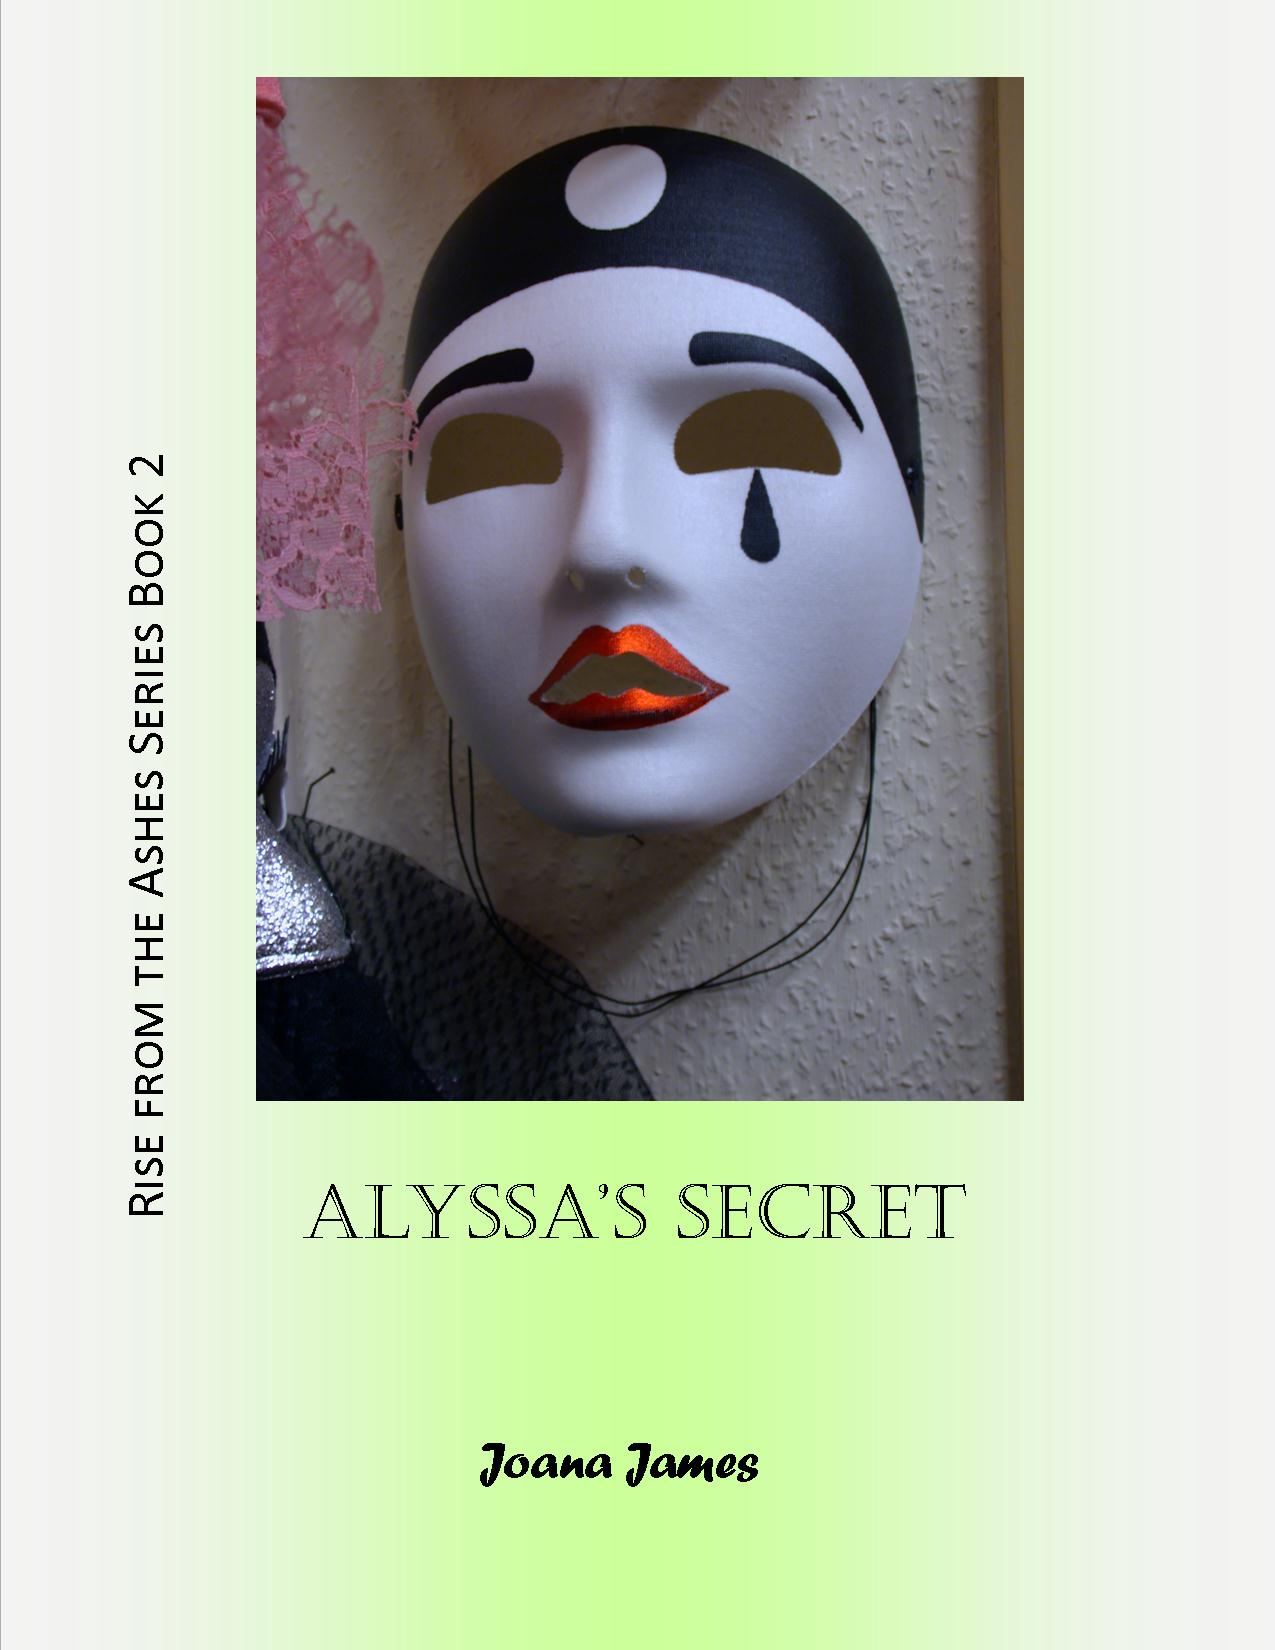 RISE FROM THE ASHES SERIES BOOK 2
ALYSSA'S SECRET
Joana James